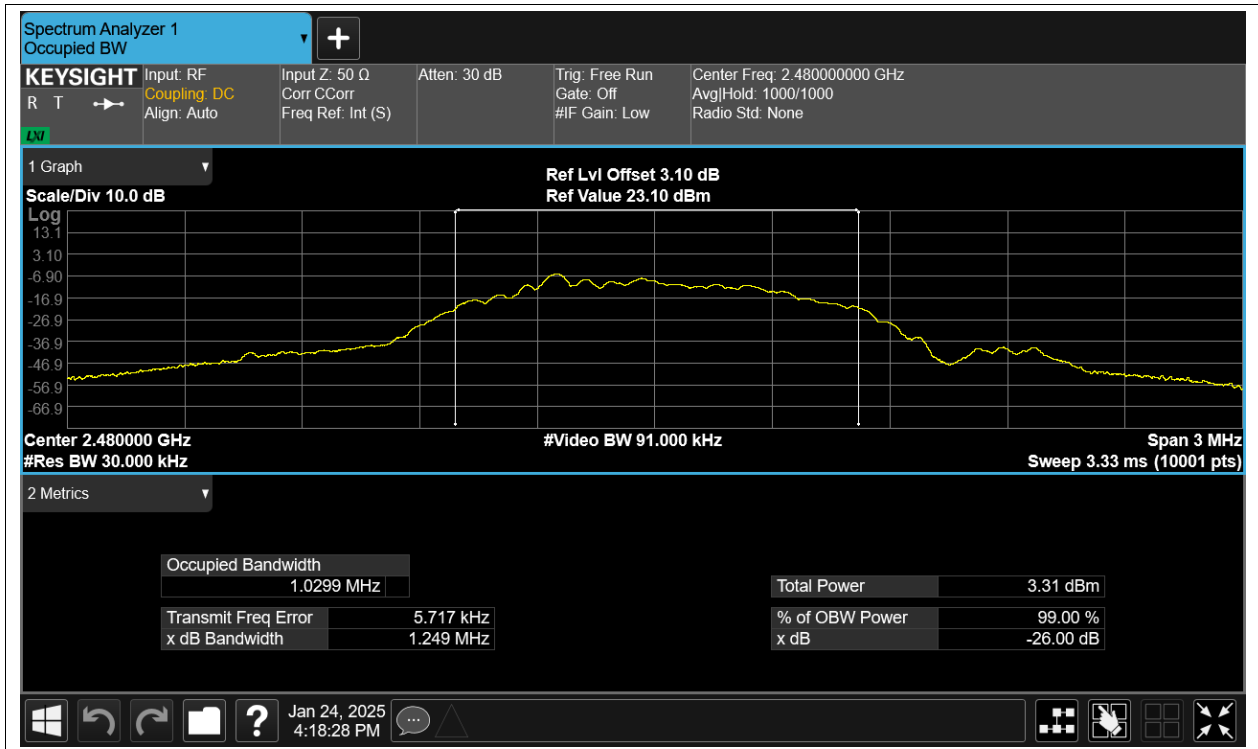 Spectrum Analyzer 1
Occupied BW
KEYSIGHT
R T
LXI
Input: RF
Coupling: DC
Align: Auto
Input Z: 50 Ω
Corr CCorr
Freq Ref: Int (S)
Atten: 30 dB
Trig: Free Run
Gate: Off
#IF Gain: Low
Center Freq: 2.480000000 GHz
Avg|Hold: 1000/1000
Radio Std: None
1 Graph
Scale/Div 10.0 dB
Ref Lvl Offset 3.10 dB
Ref Value 23.10 dBm
Log
13.1
3.10
-6.90
-16.9
-26.9
-36.9
-46.9
-56.9
-66.9
Center 2.480000 GHz
#Res BW 30.000 kHz
#Video BW 91.000 kHz
Span 3 MHz
Sweep 3.33 ms (10001 pts)
2 Metrics
Occupied Bandwidth
1.0299 MHz
Transmit Freq Error 5.717 kHz
x dB Bandwidth 1.249 MHz
Total Power 3.31 dBm
% of OBW Power 99.00 %
x dB -26.00 dB
?
Jan 24, 2025
4:18:28 PM